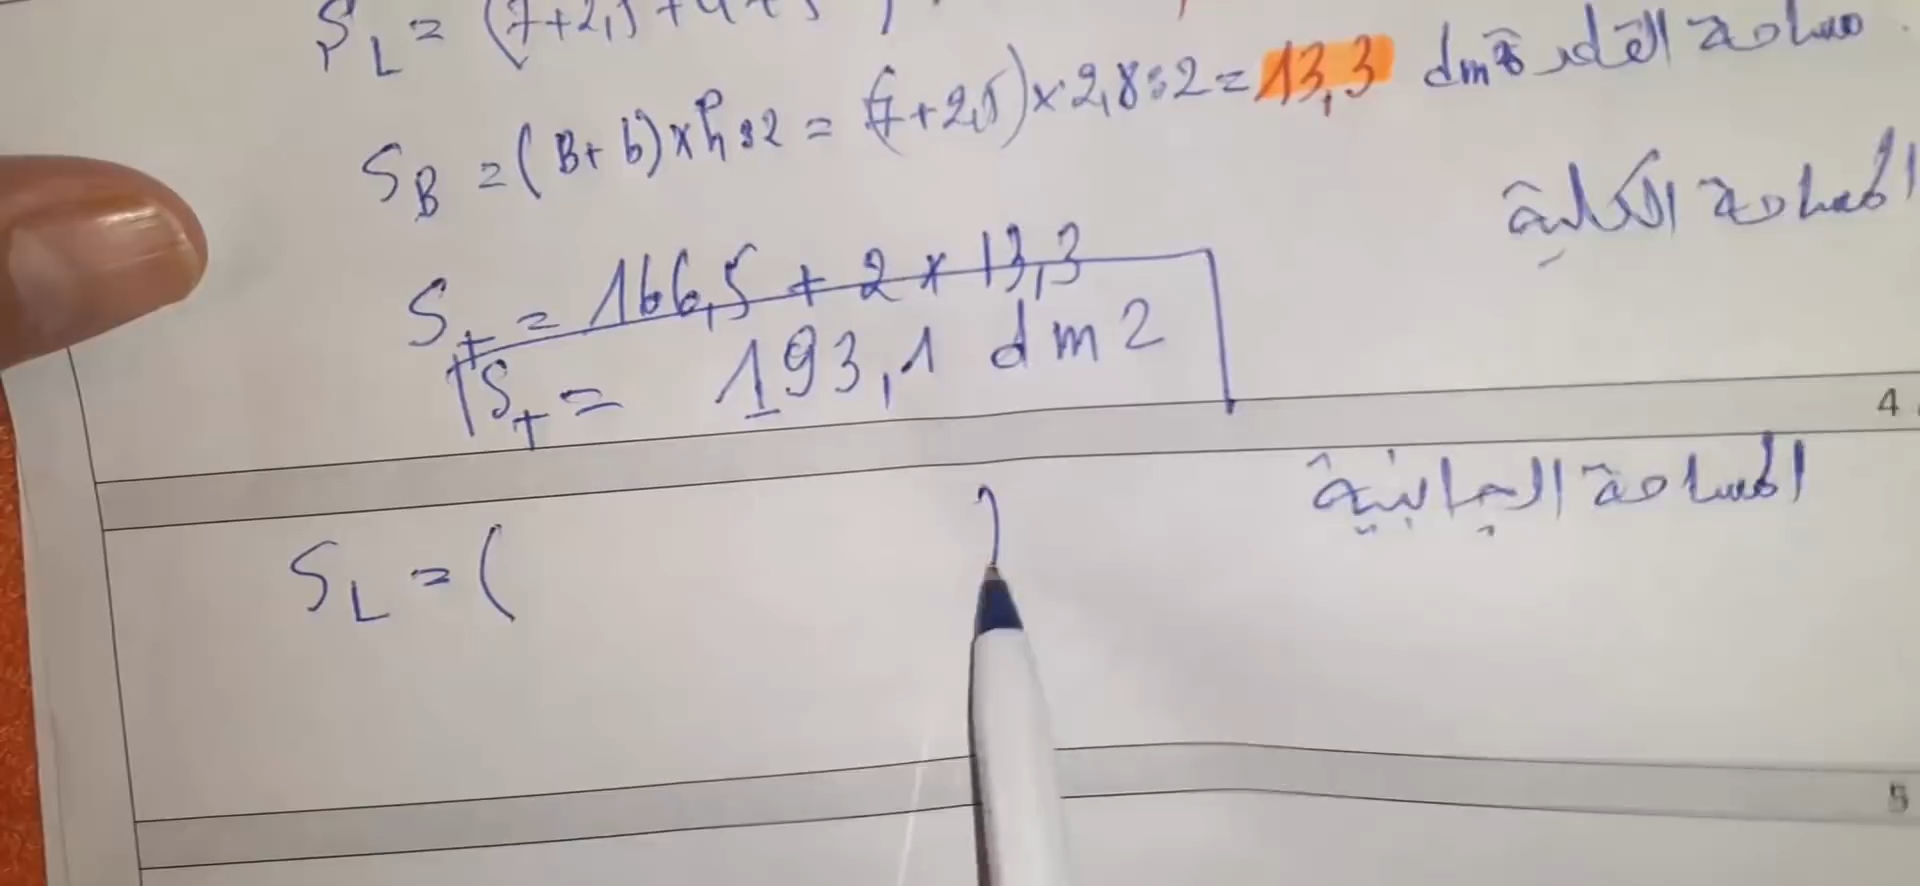 S_L = (7+2,5+4+5)
S_B = (B+b)×h:2 = (7+2,5)×2,8:2 = 13,3 dm² مساحة القاعدة
المساحة الكلية
S_T = 166,5 + 2 × 13,3
S_T = 193,1 dm2
4
المساحة الجانبية
S_L = ( )
5